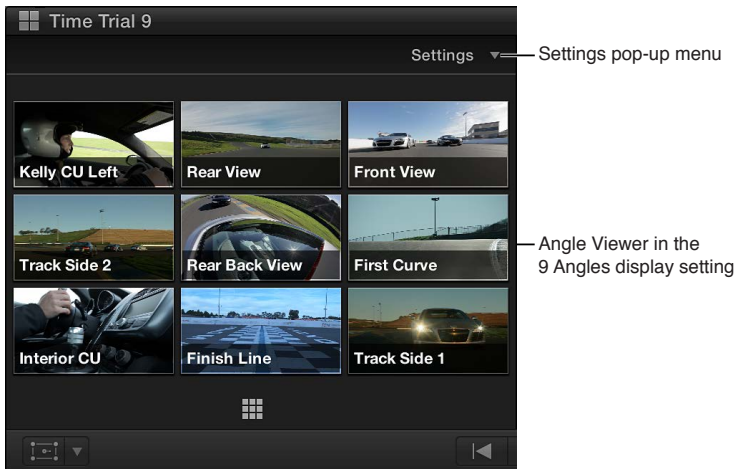 Time Trial 9
Settings
Settings pop-up menu
Kelly CU Left
Rear View
Front View
Track Side 2
Rear Back View
First Curve
Angle Viewer in the
9 Angles display setting
Interior CU
Finish Line
Track Side 1